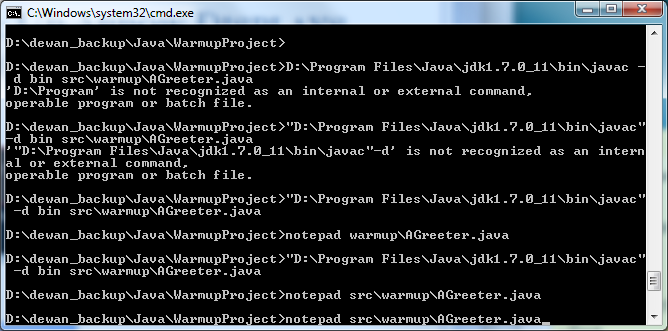 C:\Windows\system32\cmd.exe
D:\dewan_backup\Java\WarmupProject>
D:\dewan_backup\Java\WarmupProject>D:\Program Files\Java\jdk1.7.0_11\bin\javac -
d bin src\warmup\AGreeter.java
'D:\Program' is not recognized as an internal or external command,
operable program or batch file.
D:\dewan_backup\Java\WarmupProject>"D:\Program Files\Java\jdk1.7.0_11\bin\javac"
-d bin src\warmup\AGreeter.java
'"D:\Program Files\Java\jdk1.7.0_11\bin\javac"-d' is not recognized as an intern
al or external command,
operable program or batch file.
D:\dewan_backup\Java\WarmupProject>"D:\Program Files\Java\jdk1.7.0_11\bin\javac"
 -d bin src\warmup\AGreeter.java
D:\dewan_backup\Java\WarmupProject>notepad warmup\AGreeter.java
D:\dewan_backup\Java\WarmupProject>"D:\Program Files\Java\jdk1.7.0_11\bin\javac"
 -d bin src\warmup\AGreeter.java
D:\dewan_backup\Java\WarmupProject>notepad src\warmup\AGreeter.java
D:\dewan_backup\Java\WarmupProject>notepad src\warmup\AGreeter.java_